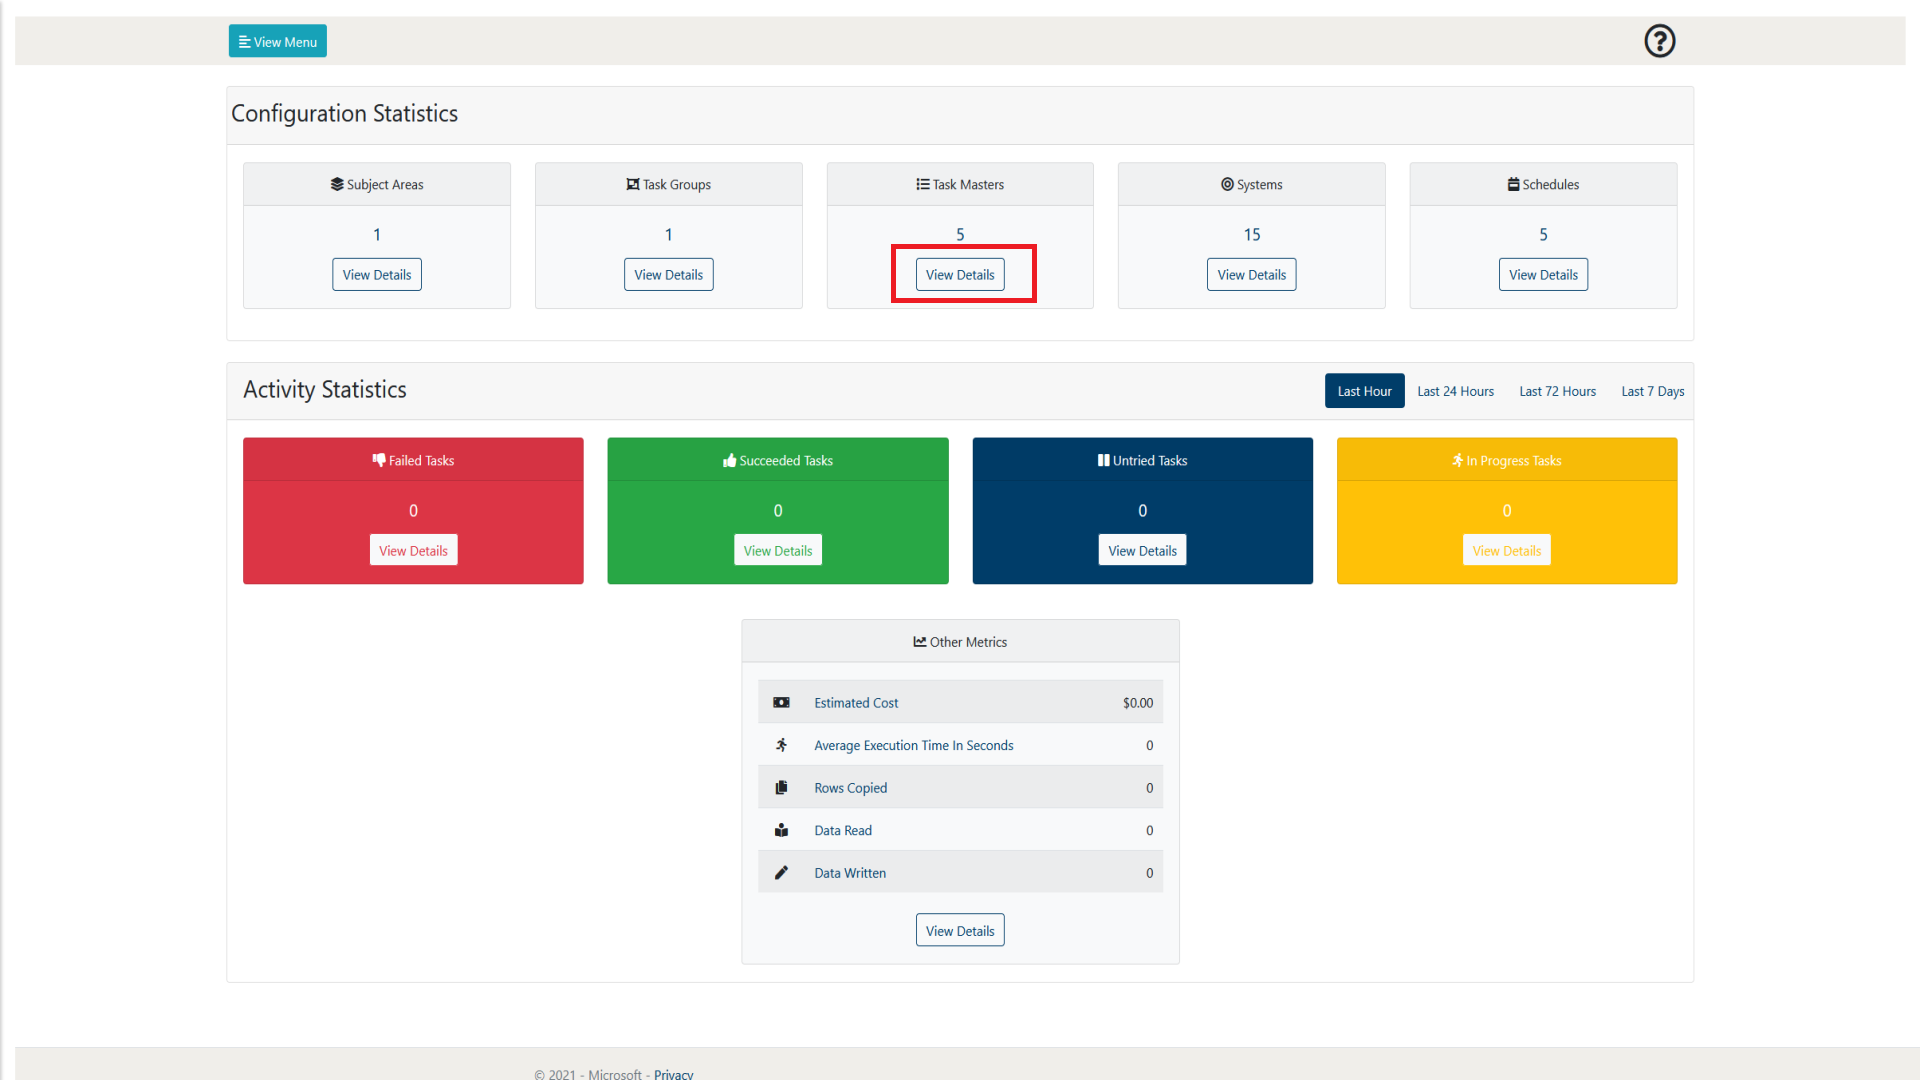 View Menu
Configuration Statistics
Subject Areas
1
View Details
Task Groups
1
View Details
Task Masters
5
View Details
Systems
15
View Details
Schedules
5
View Details
Activity Statistics
Last Hour Last 24 Hours Last 72 Hours Last 7 Days
Failed Tasks
0
View Details
Succeeded Tasks
0
View Details
Untried Tasks
0
View Details
In Progress Tasks
0
View Details
Other Metrics
Estimated Cost $0.00
Average Execution Time In Seconds 0
Rows Copied 0
Data Read 0
Data Written 0
View Details
© 2021 - Microsoft - Privacy